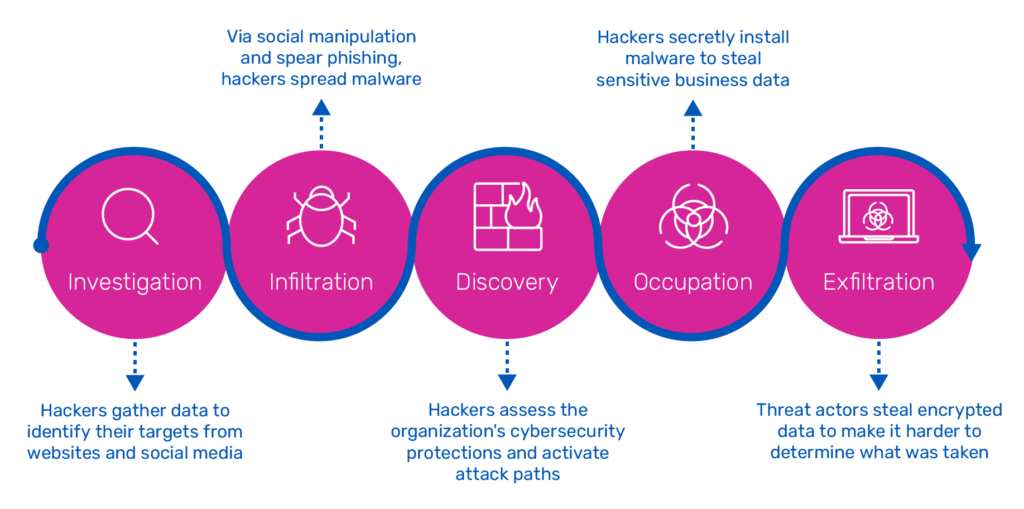 Via social manipulation
and spear phishing,
hackers spread malware
Hackers secretly install
malware to steal
sensitive business data
Investigation
Infiltration
Discovery
Occupation
Exfiltration
Hackers gather data to
identify their targets from
websites and social media
Hackers assess the
organization's cybersecurity
protections and activate
attack paths
Threat actors steal encrypted
data to make it harder to
determine what was taken